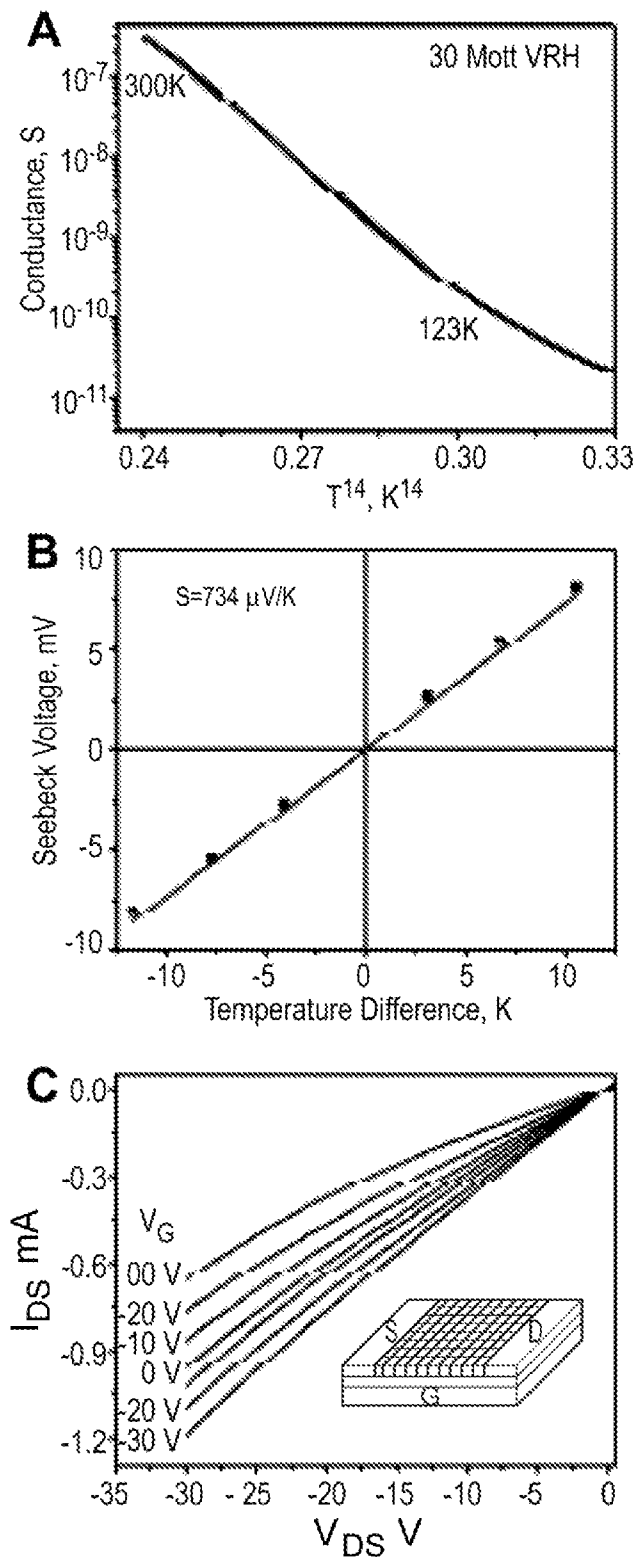 A
30 Mott VRH
10-7
300K
10-8
10-9
10-10
123K
10-11
Conductance, S
0.24 0.27 0.30 0.33
T14, K14
B
10
S=734 μV/K
5
0
-5
-10
Seebeck Voltage, mV
-10 -5 0 5 10
Temperature Difference, K
C
0.0
-0.3
VG
-0.6
00 V
-20 V
-10 V
-0.9
0 V
-20 V
-1.2
-30 V
IDS mA
S D
G
-35 -30 - 25 -20 -15 -10 -5 0
VDS V